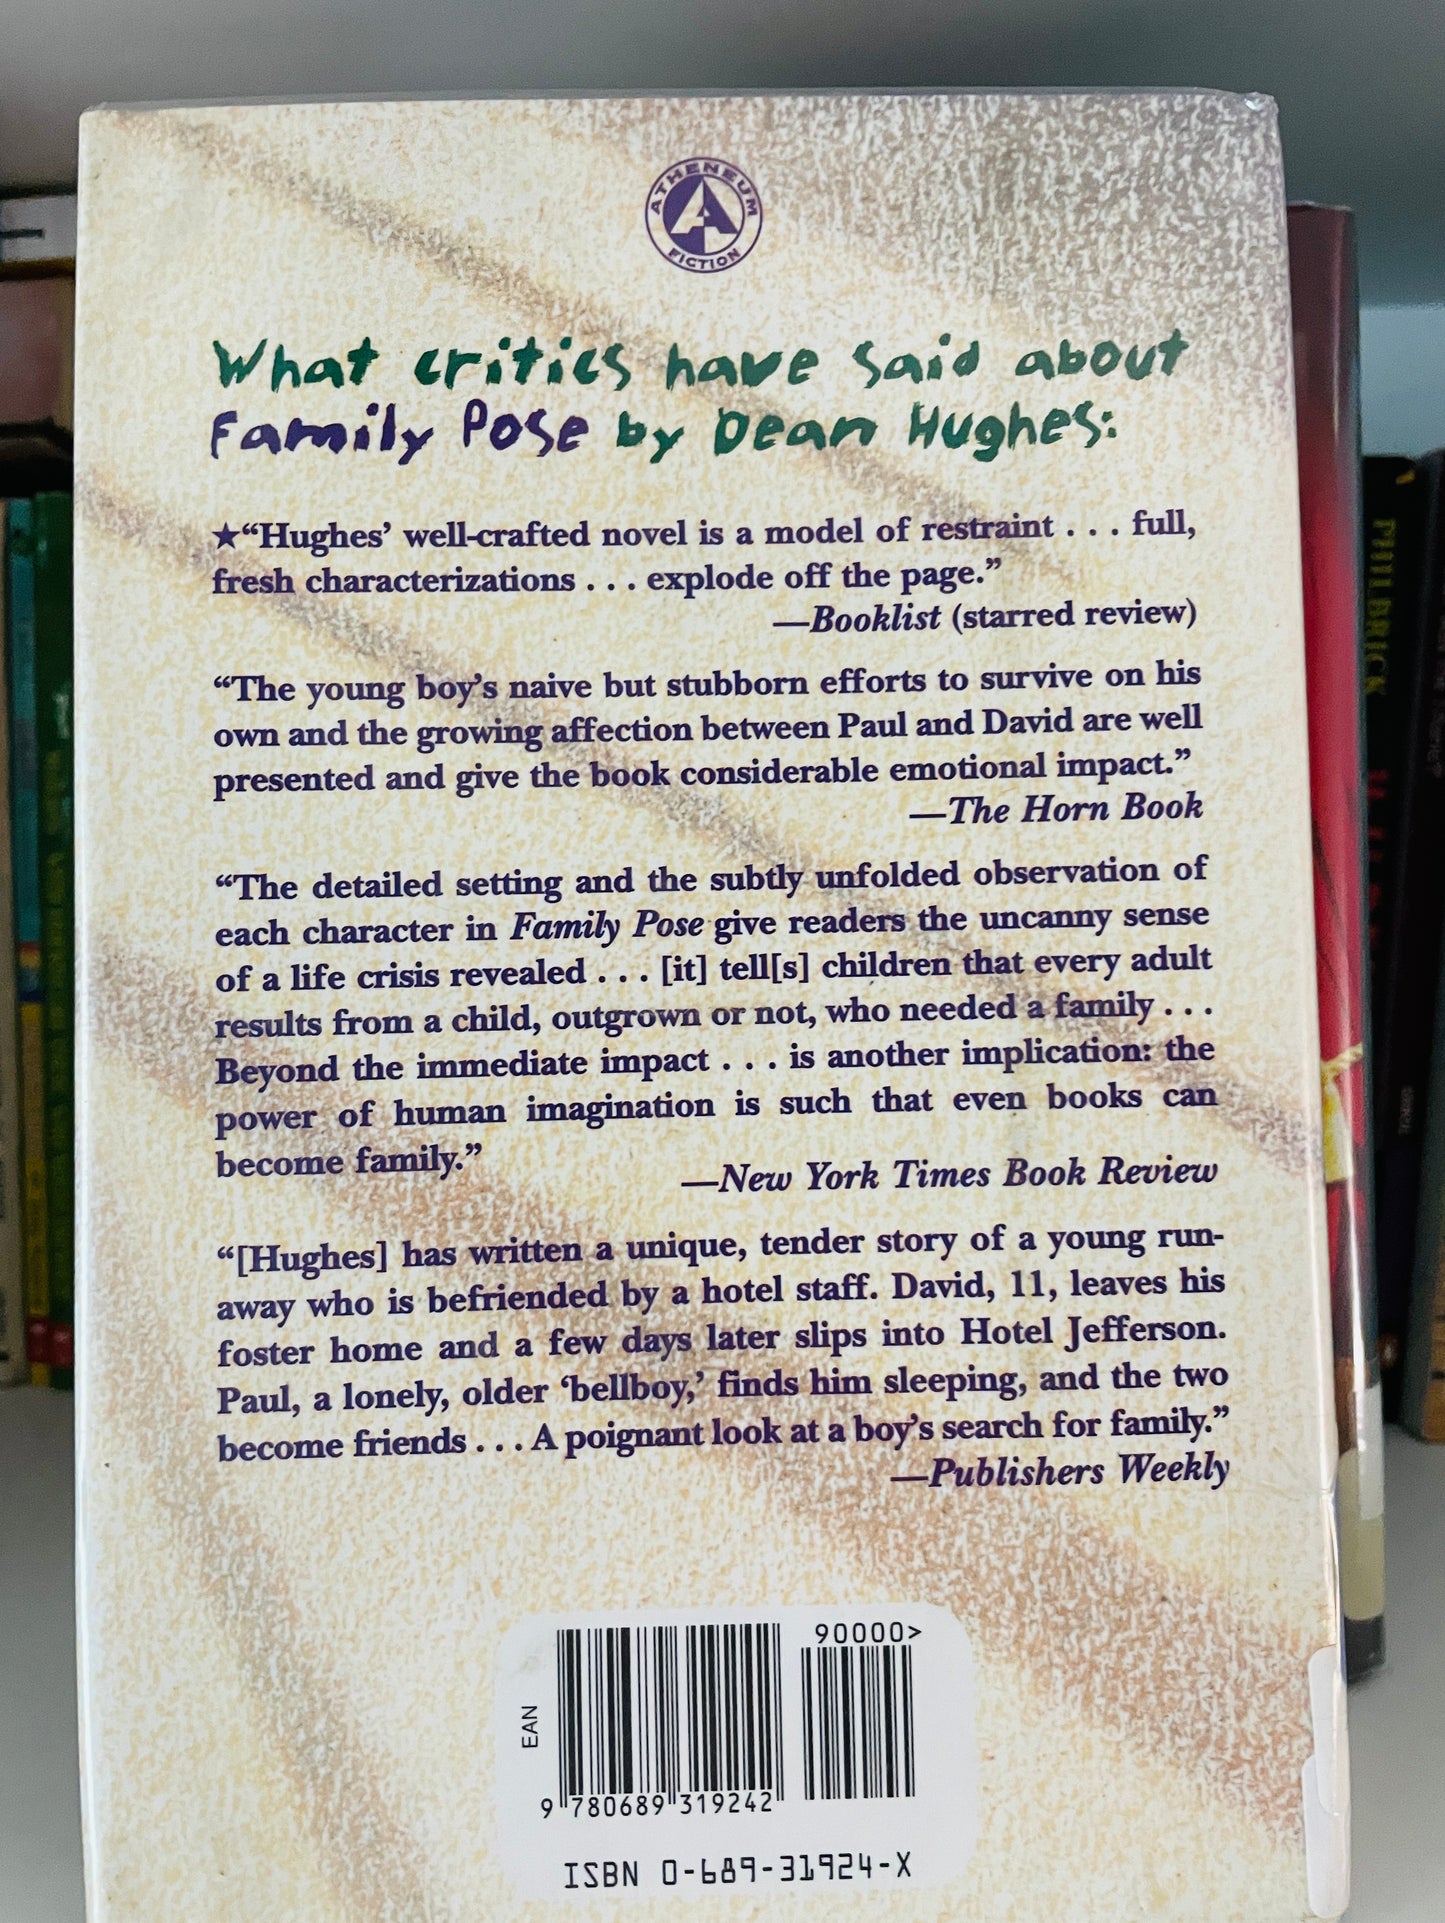 ATHENEUM
A
FICTION
What critics have said about
Family Pose by Dean Hughes:
★“Hughes’ well-crafted novel is a model of restraint . . . full,
fresh characterizations . . . explode off the page.”
—Booklist (starred review)
“The young boy’s naive but stubborn efforts to survive on his
own and the growing affection between Paul and David are well
presented and give the book considerable emotional impact.”
—The Horn Book
“The detailed setting and the subtly unfolded observation of
each character in Family Pose give readers the uncanny sense
of a life crisis revealed . . . [it] tell[s] children that every adult
results from a child, outgrown or not, who needed a family . . .
Beyond the immediate impact . . . is another implication: the
power of human imagination is such that even books can
become family.”
—New York Times Book Review
“[Hughes] has written a unique, tender story of a young run-
away who is befriended by a hotel staff. David, 11, leaves his
foster home and a few days later slips into Hotel Jefferson.
Paul, a lonely, older ‘bellboy,’ finds him sleeping, and the two
become friends . . . A poignant look at a boy’s search for family.”
—Publishers Weekly
90000>
EAN
9 780689 319242
ISBN 0-689-31924-X
PHILBRICK